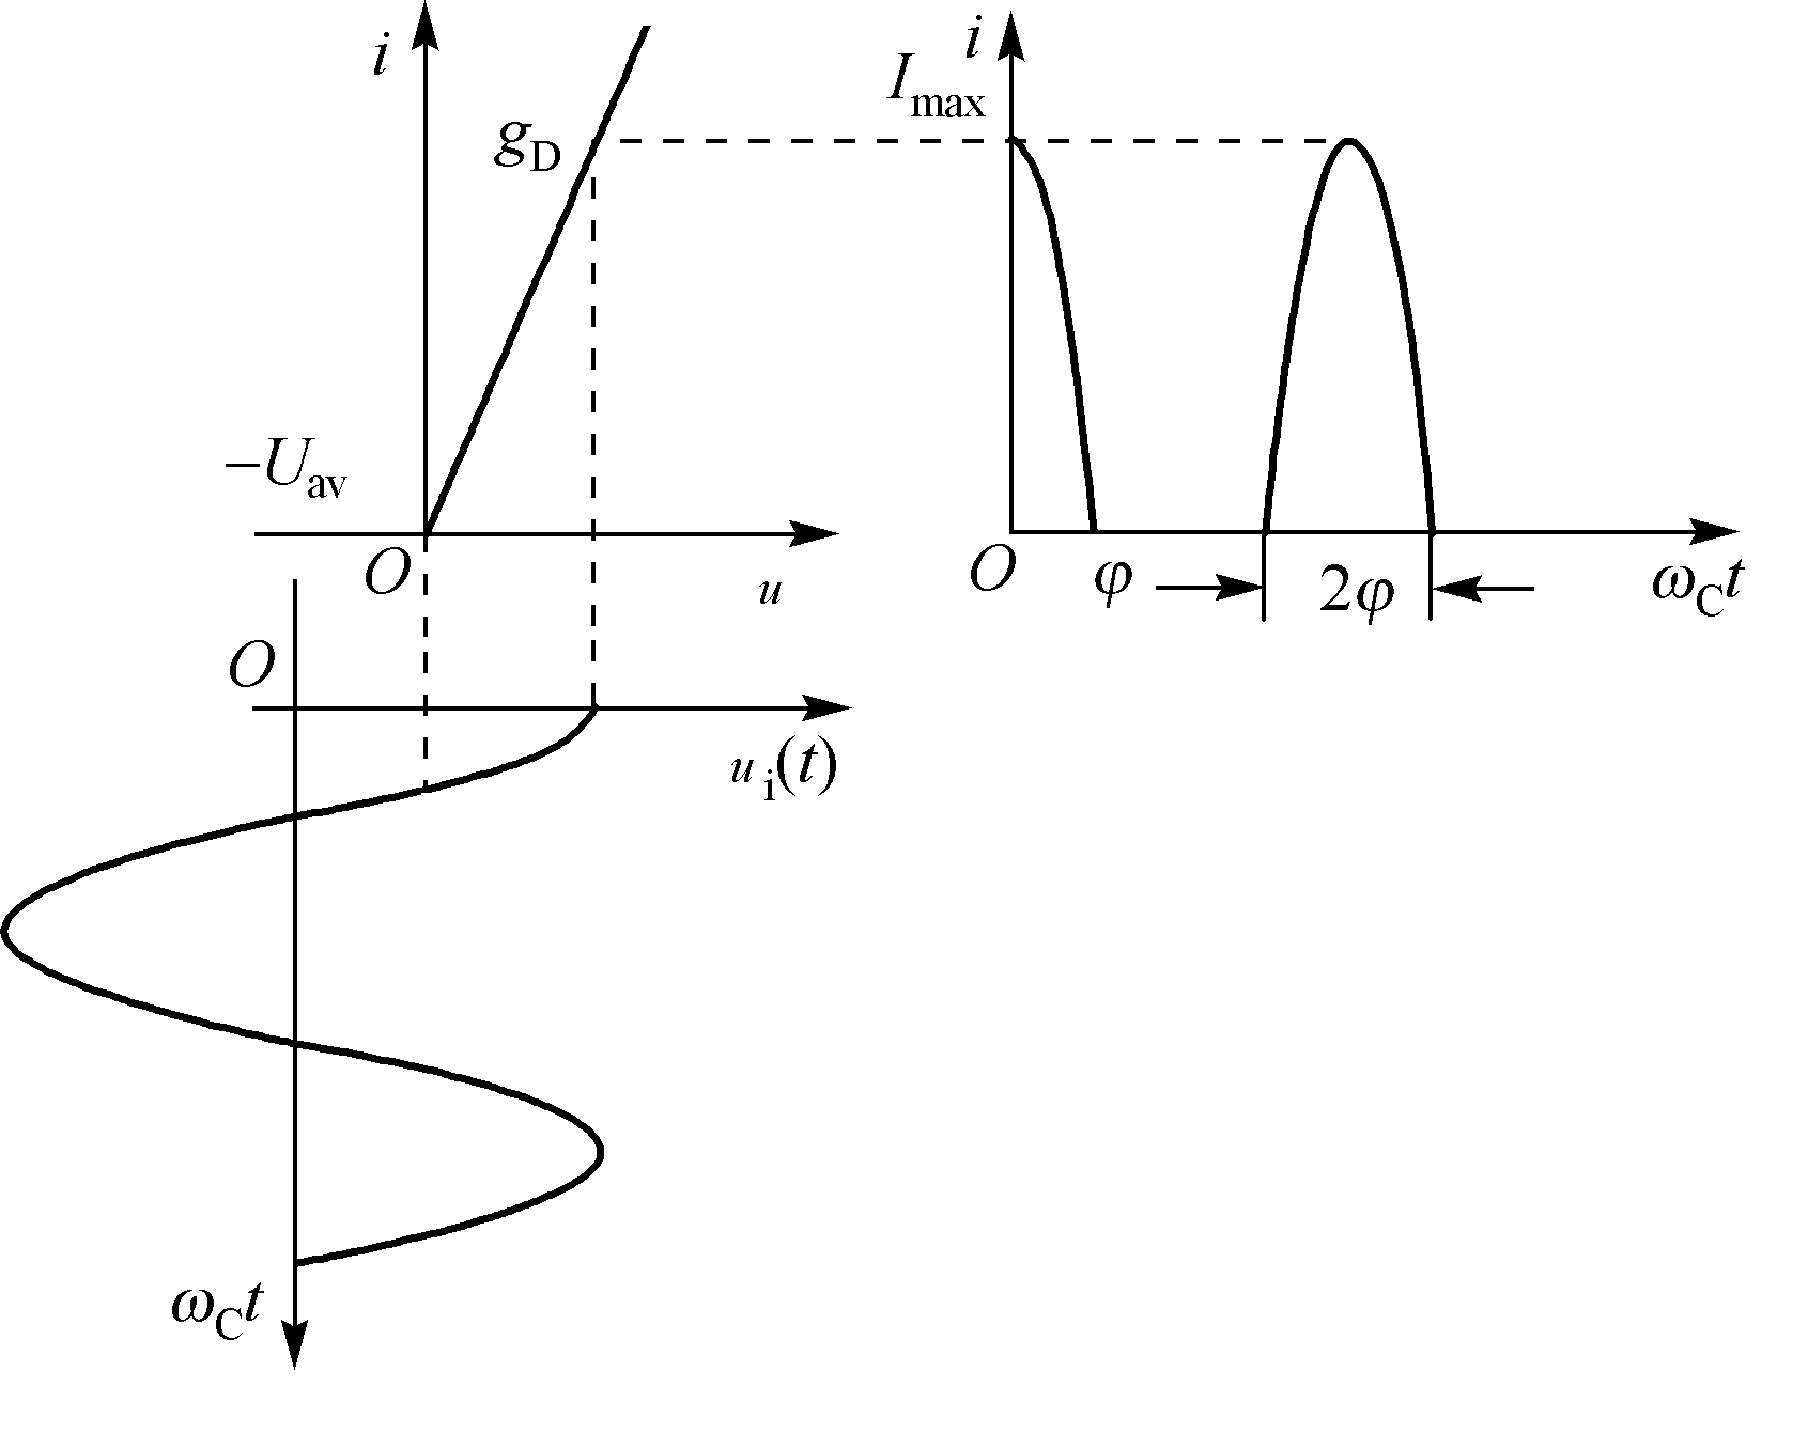 i
g_D
-U_av
O
u
O
u_i(t)
ω_C t
i
I_max
O
φ
2φ
ω_C t